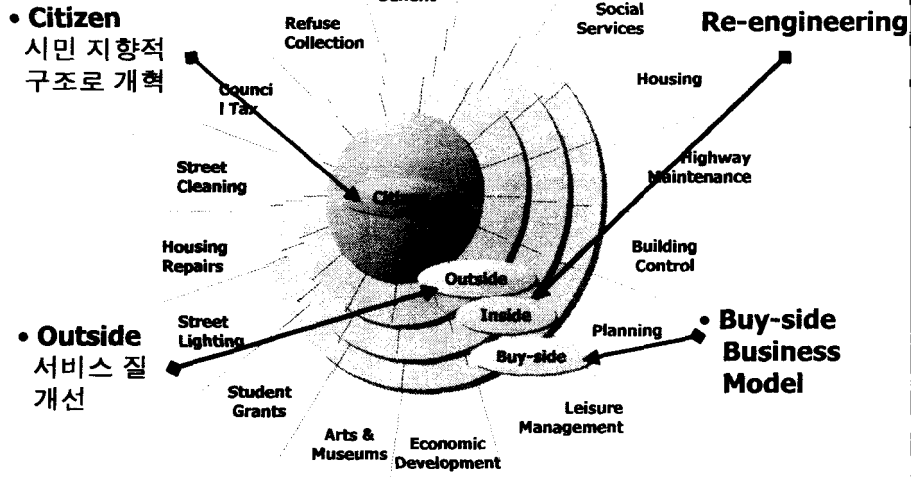 • Citizen
시민 지향적
구조로 개혁
Refuse
Collection
Social
Services
Re-engineering
Housing
Counci
l Tax
Street
Cleaning
Highway
Maintenance
Housing
Repairs
Building
Control
Outside
Inside
Buy-side
Planning
• Outside
서비스 질
개선
Street
Lighting
• Buy-side
Business
Model
Student
Grants
Leisure
Management
Arts &
Museums
Economic
Development